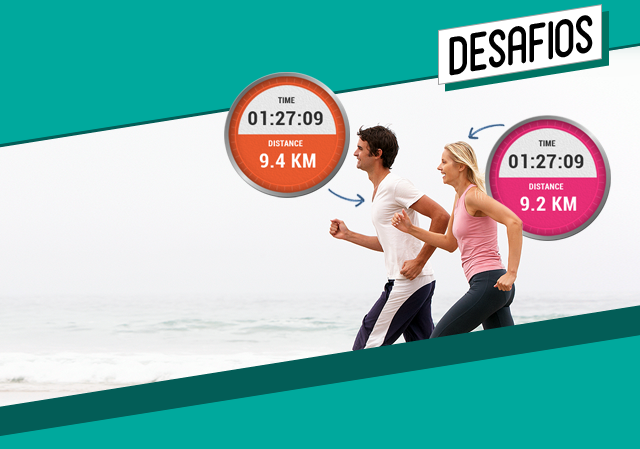 DESAFIOS
TIME
01:27:09
DISTANCE
9.4 KM
TIME
01:27:09
DISTANCE
9.2 KM